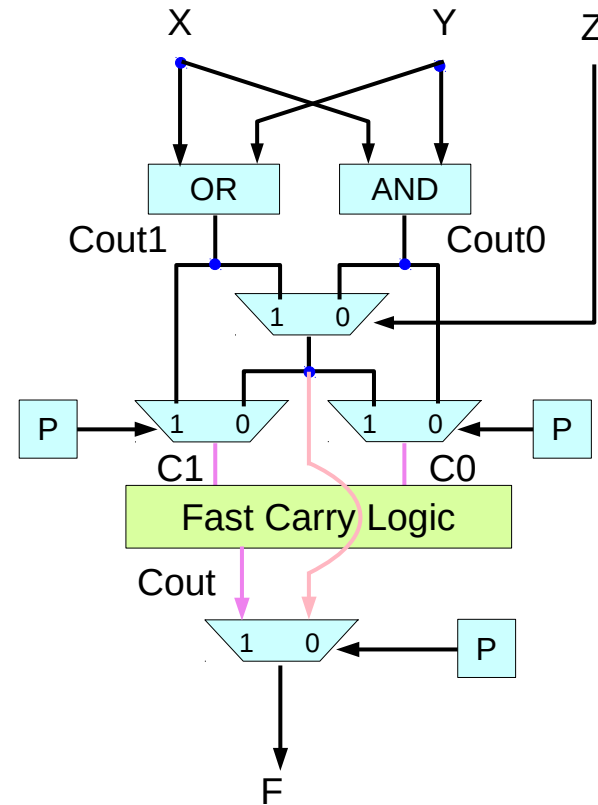 X Y Z
OR AND
Cout1 Cout0
1 0
P 1 0 1 0 P
C1 C0
Fast Carry Logic
Cout
1 0 P
F